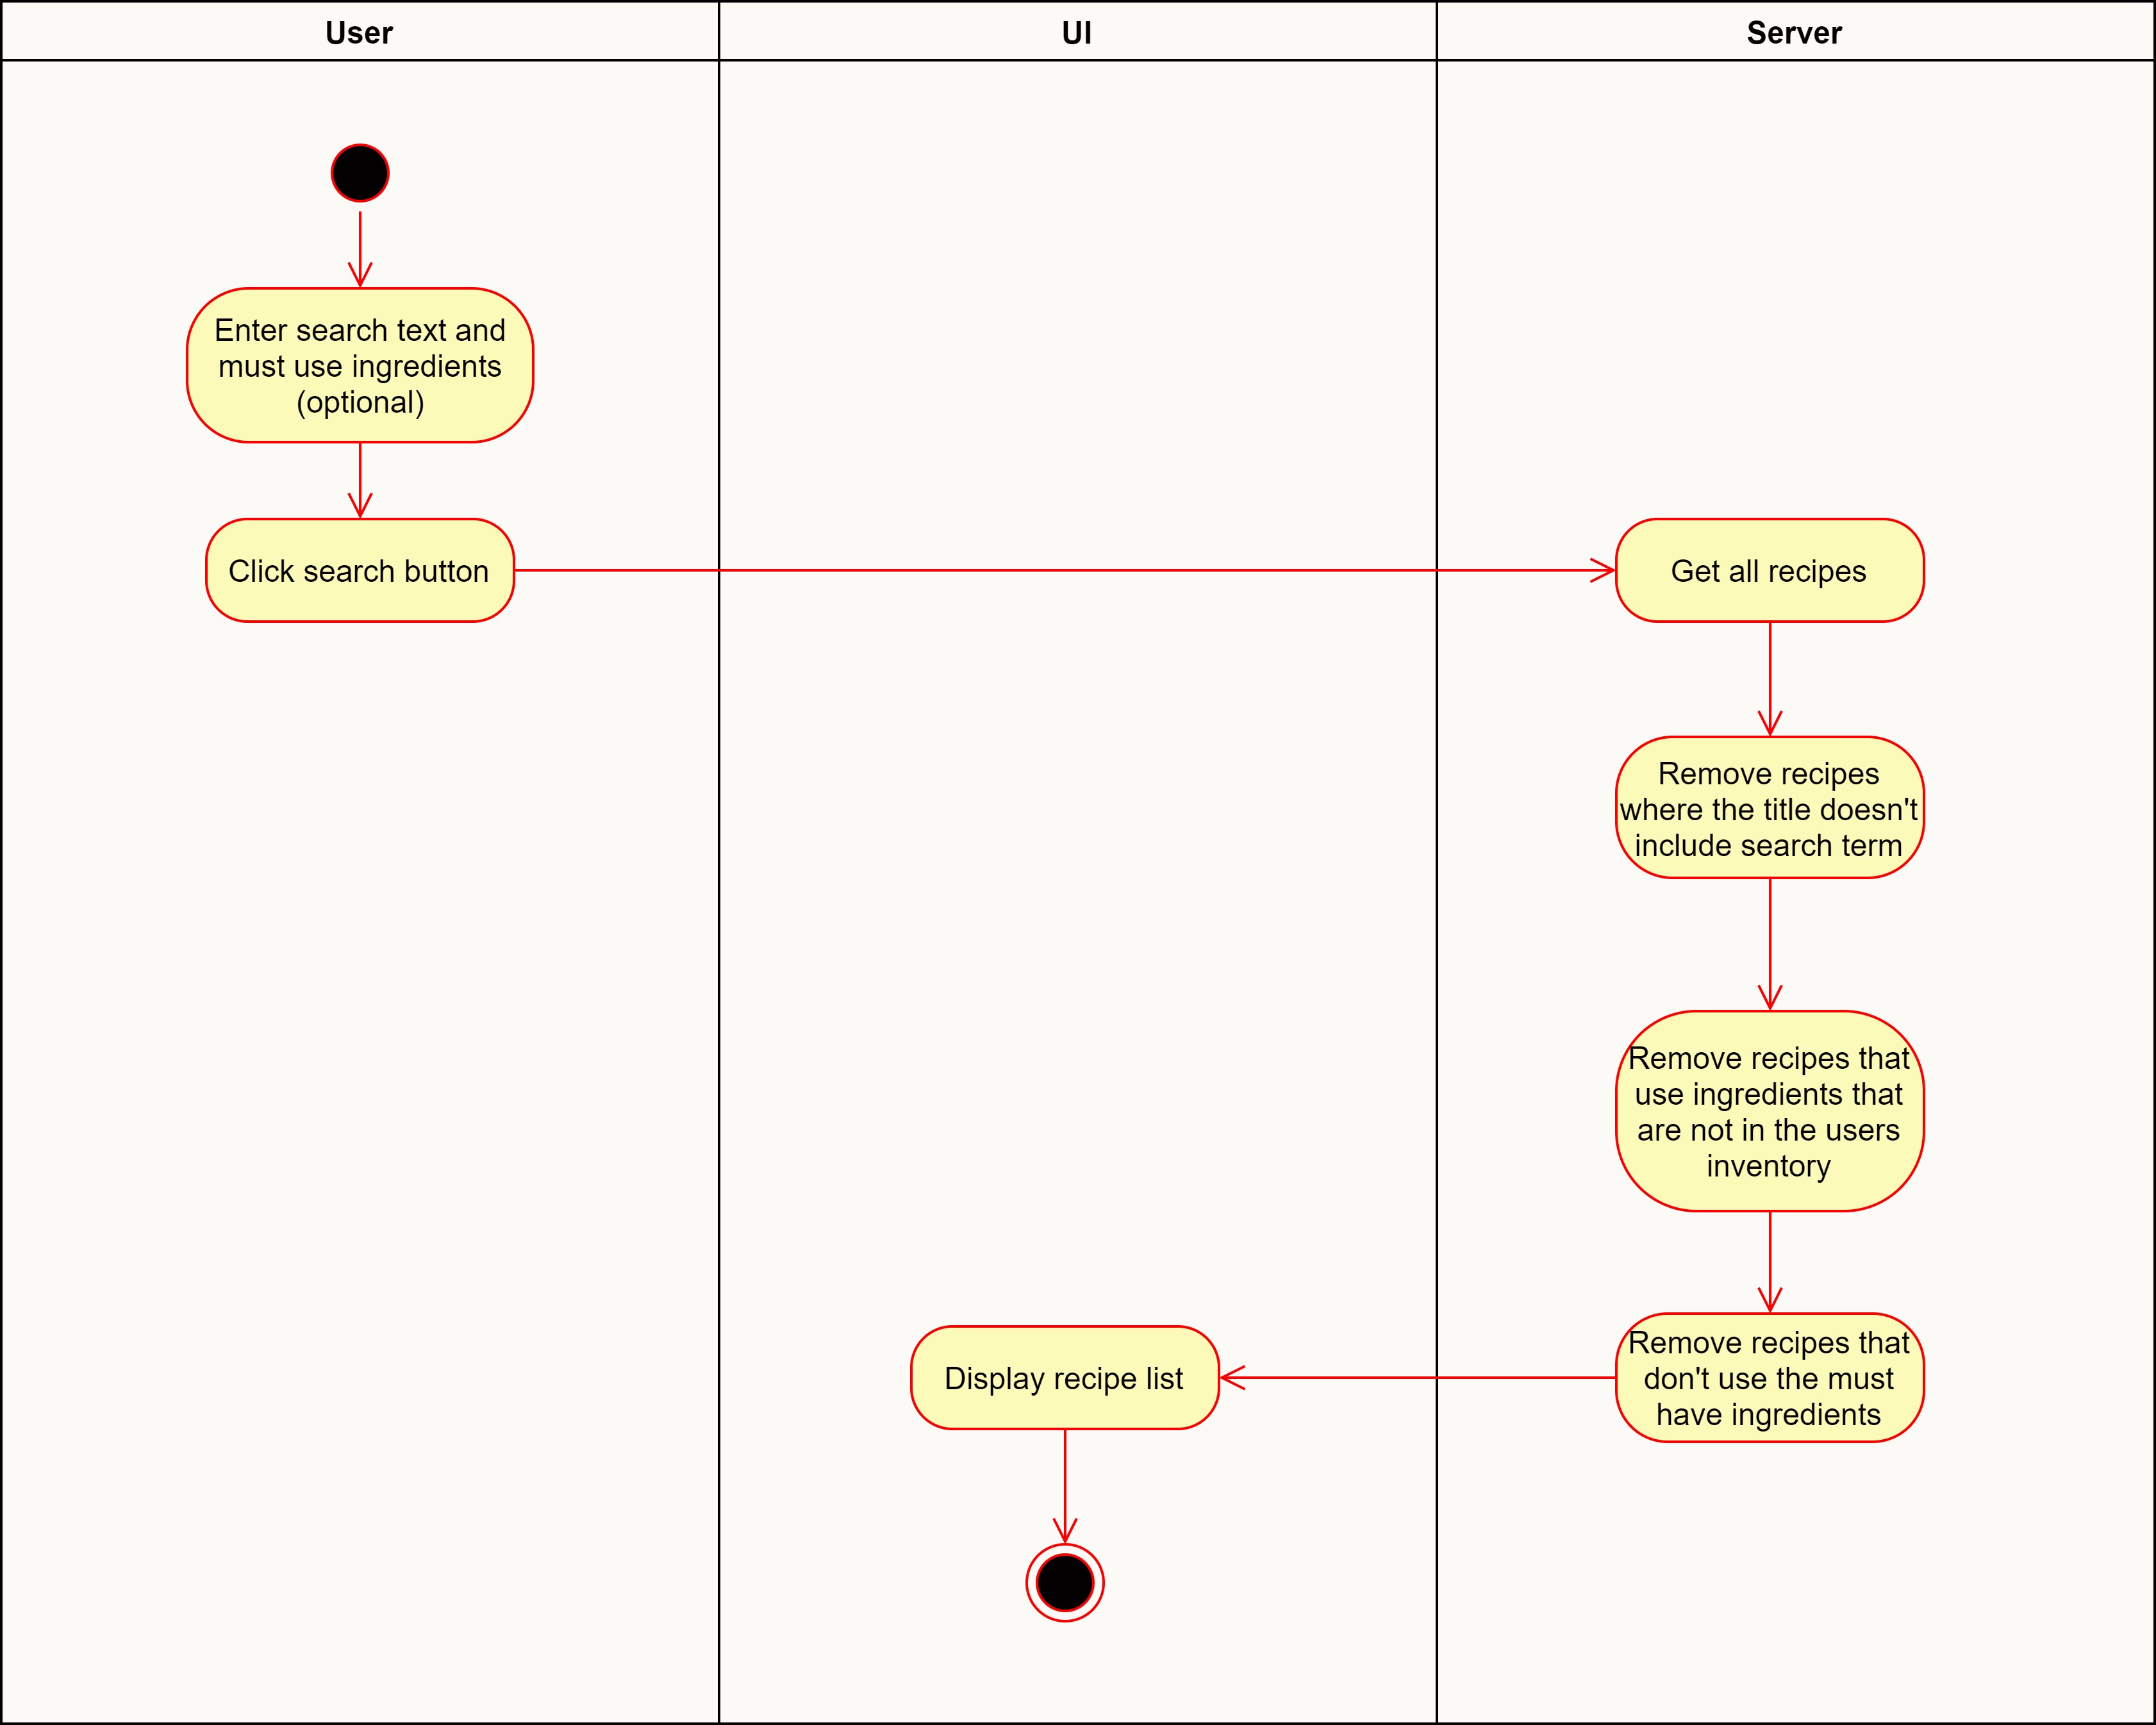 User
UI
Server
Enter search text and
must use ingredients
(optional)
Click search button
Get all recipes
Remove recipes
where the title doesn't
include search term
Remove recipes that
use ingredients that
are not in the users
inventory
Remove recipes that
don't use the must
have ingredients
Display recipe list